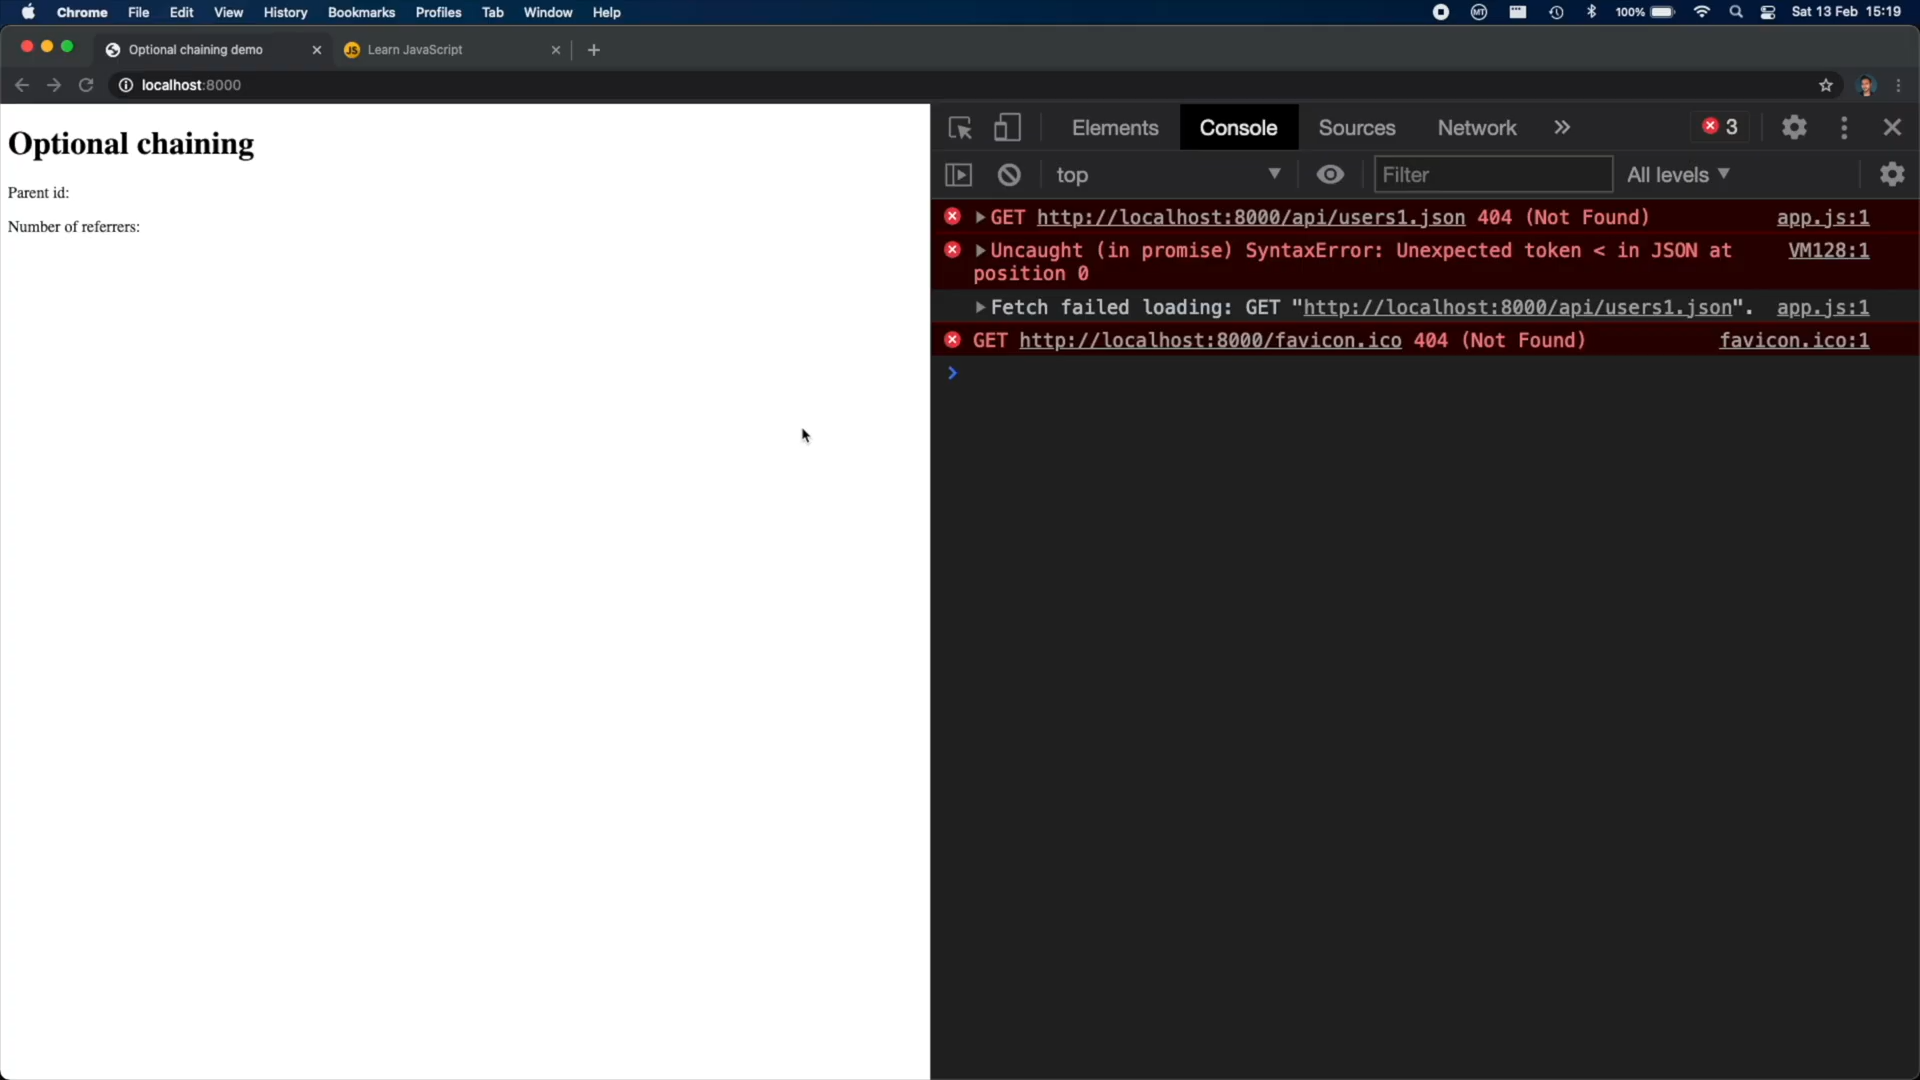 Chrome File Edit View History Bookmarks Profiles Tab Window Help
MT 100% Sat 13 Feb 15:19
Optional chaining demo
JS Learn JavaScript
localhost:8000
Optional chaining
Parent id:
Number of referrers:
Elements Console Sources Network 3
top Filter All levels
GET http://localhost:8000/api/users1.json 404 (Not Found) app.js:1
Uncaught (in promise) SyntaxError: Unexpected token < in JSON at VM128:1
position 0
Fetch failed loading: GET "http://localhost:8000/api/users1.json". app.js:1
GET http://localhost:8000/favicon.ico 404 (Not Found) favicon.ico:1